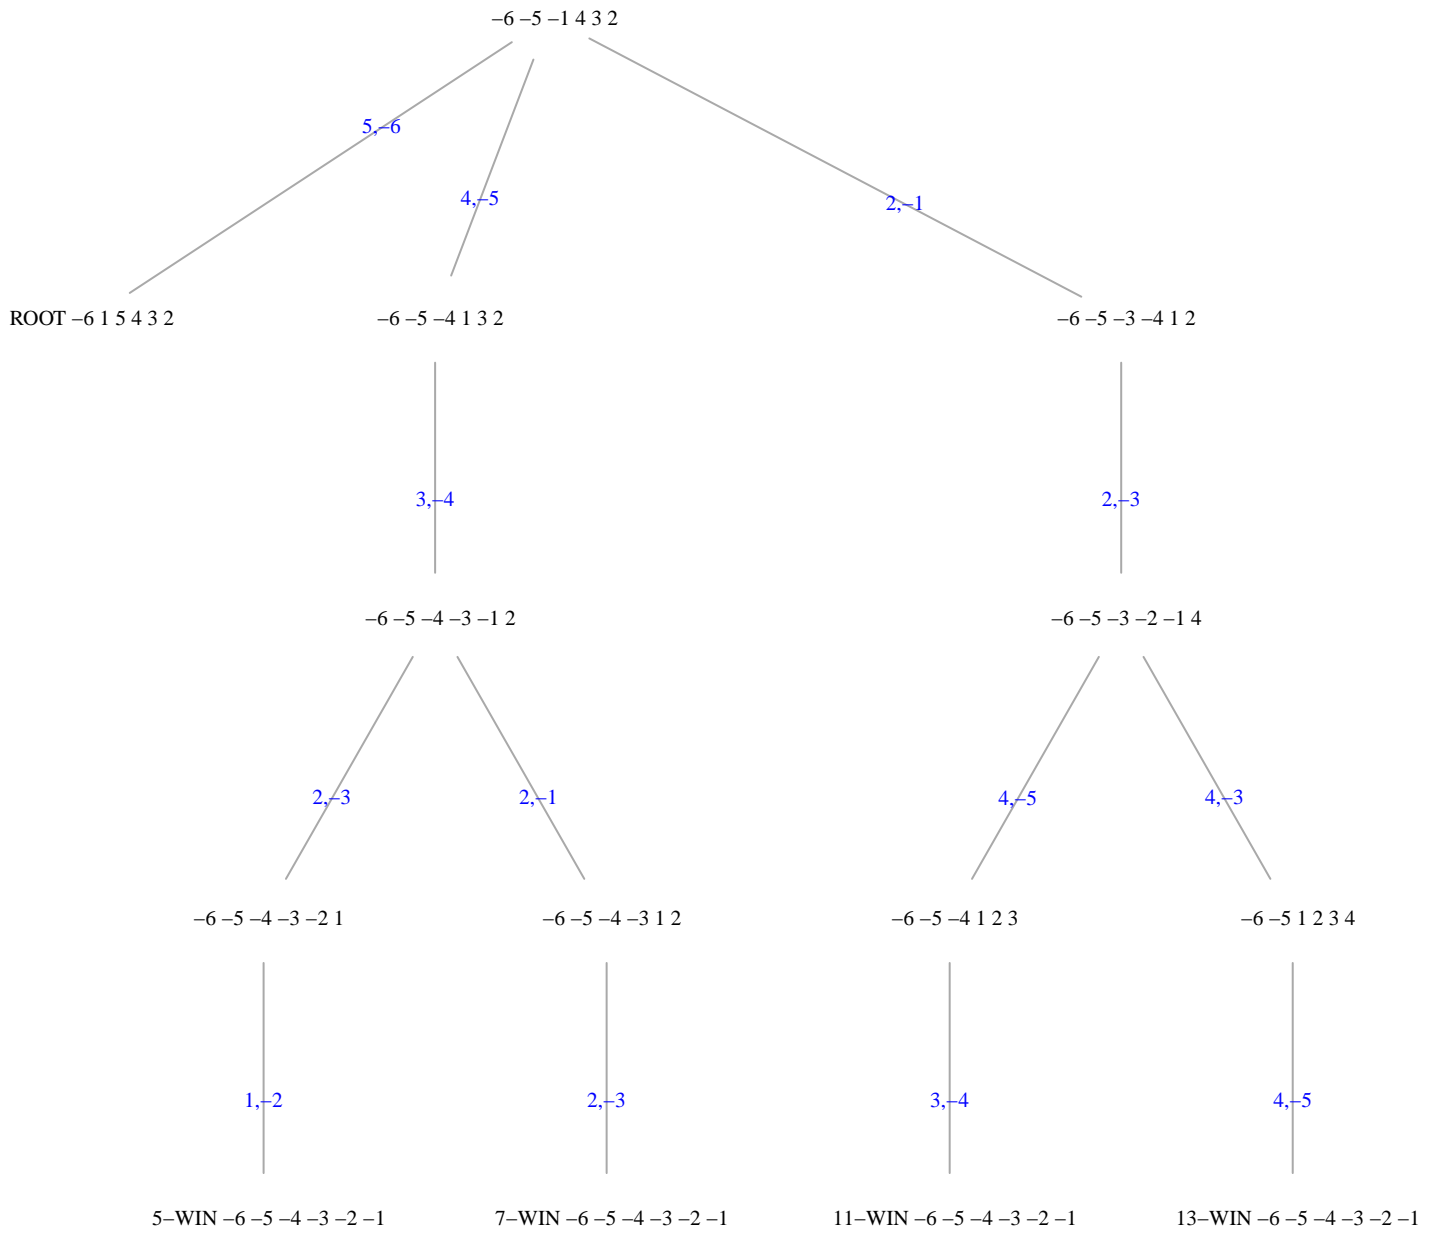 −6 −5 −1 4 3 2
5,−6
4,−5
2,−1
ROOT −6 1 5 4 3 2
−6 −5 −4 1 3 2
−6 −5 −3 −4 1 2
3,−4
2,−3
−6 −5 −4 −3 −1 2
−6 −5 −3 −2 −1 4
2,−3
2,−1
4,−5
4,−3
−6 −5 −4 −3 −2 1
−6 −5 −4 −3 1 2
−6 −5 −4 1 2 3
−6 −5 1 2 3 4
1,−2
2,−3
3,−4
4,−5
5−WIN −6 −5 −4 −3 −2 −1
7−WIN −6 −5 −4 −3 −2 −1
11−WIN −6 −5 −4 −3 −2 −1
13−WIN −6 −5 −4 −3 −2 −1